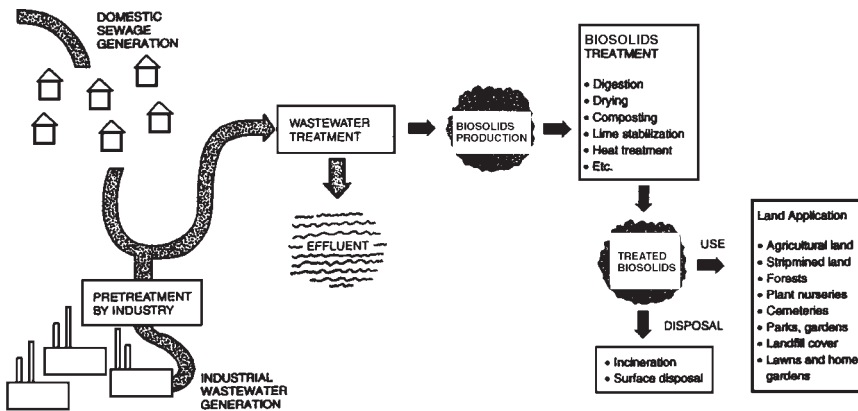 DOMESTIC
SEWAGE
GENERATION
WASTEWATER
TREATMENT
EFFLUENT
PRETREATMENT
BY INDUSTRY
INDUSTRIAL
WASTEWATER
GENERATION
BIOSOLIDS
PRODUCTION
BIOSOLIDS
TREATMENT
• Digestion
• Drying
• Composting
• Lime stabilization
• Heat treatment
• Etc.
TREATED
BIOSOLIDS
USE
DISPOSAL
• Incineration
• Surface disposal
Land Application
• Agricultural land
• Stripmined land
• Forests
• Plant nurseries
• Cemeteries
• Parks, gardens
• Landfill cover
• Lawns and home
gardens